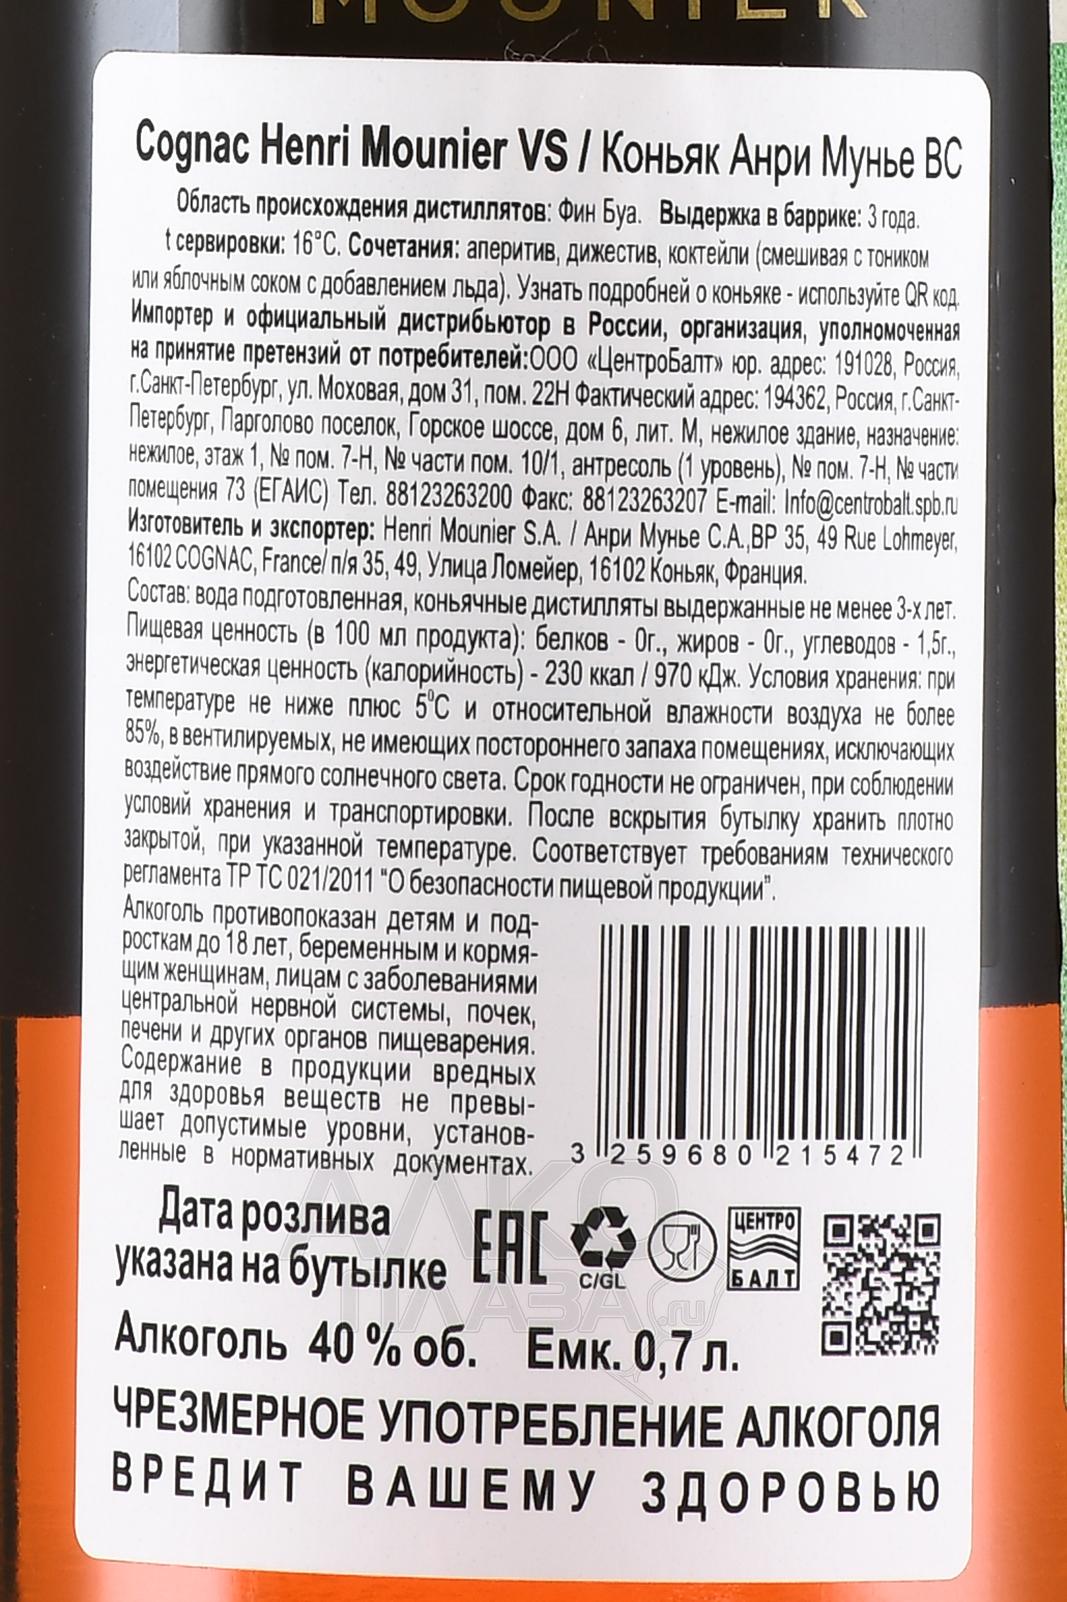 MOUNIER
Cognac Henri Mounier VS / Коньяк Анри Мунье ВС
Область происхождения дистиллятов: Фин Буа. Выдержка в баррике: 3 года.
t сервировки: 16°C. Сочетания: аперитив, дижестив, коктейли (смешивая с тоником
или яблочным соком с добавлением льда). Узнать подробней о коньяке - используйте QR код.
Импортер и официальный дистрибьютор в России, организация, уполномоченная
на принятие претензий от потребителей:ООО «ЦентроБалт» юр. адрес: 191028, Россия,
г.Санкт-Петербург, ул. Моховая, дом 31, пом. 22Н Фактический адрес: 194362, Россия, г.Санкт-
Петербург, Парголово поселок, Горское шоссе, дом 6, лит. М, нежилое здание, назначение:
нежилое, этаж 1, № пом. 7-Н, № части пом. 10/1, антресоль (1 уровень), № пом. 7-Н, № части
помещения 73 (ЕГАИС) Тел. 88123263200 Факс: 88123263207 E-mail: Info@centrobalt.spb.ru
Изготовитель и экспортер: Henri Mounier S.A. / Анри Мунье С.А.,BP 35, 49 Rue Lohmeyer,
16102 COGNAC, France/ п/я 35, 49, Улица Ломейер, 16102 Коньяк, Франция.
Состав: вода подготовленная, коньячные дистилляты выдержанные не менее 3-х лет.
Пищевая ценность (в 100 мл продукта): белков - 0г., жиров - 0г., углеводов - 1,5г.,
энергетическая ценность (калорийность) - 230 ккал / 970 кДж. Условия хранения: при
температуре не ниже плюс 5°C и относительной влажности воздуха не более
85%, в вентилируемых, не имеющих постороннего запаха помещениях, исключающих
воздействие прямого солнечного света. Срок годности не ограничен, при соблюдении
условий хранения и транспортировки. После вскрытия бутылку хранить плотно
закрытой, при указанной температуре. Соответствует требованиям технического
регламента ТР ТС 021/2011 "О безопасности пищевой продукции".
Алкоголь противопоказан детям и под-
росткам до 18 лет, беременным и кормя-
щим женщинам, лицам с заболеваниями
центральной нервной системы, почек,
печени и других органов пищеварения.
Содержание в продукции вредных
для здоровья веществ не превы-
шает допустимые уровни, установ-
ленные в нормативных документах.
3 259680 215472
Дата розлива
указана на бутылке
EAC
C/GL
ЦЕНТРО
БАЛТ
АЛКО
ПЛАЗА.ru
Алкоголь 40 % об. Емк. 0,7 л.
ЧРЕЗМЕРНОЕ УПОТРЕБЛЕНИЕ АЛКОГОЛЯ
ВРЕДИТ ВАШЕМУ ЗДОРОВЬЮ